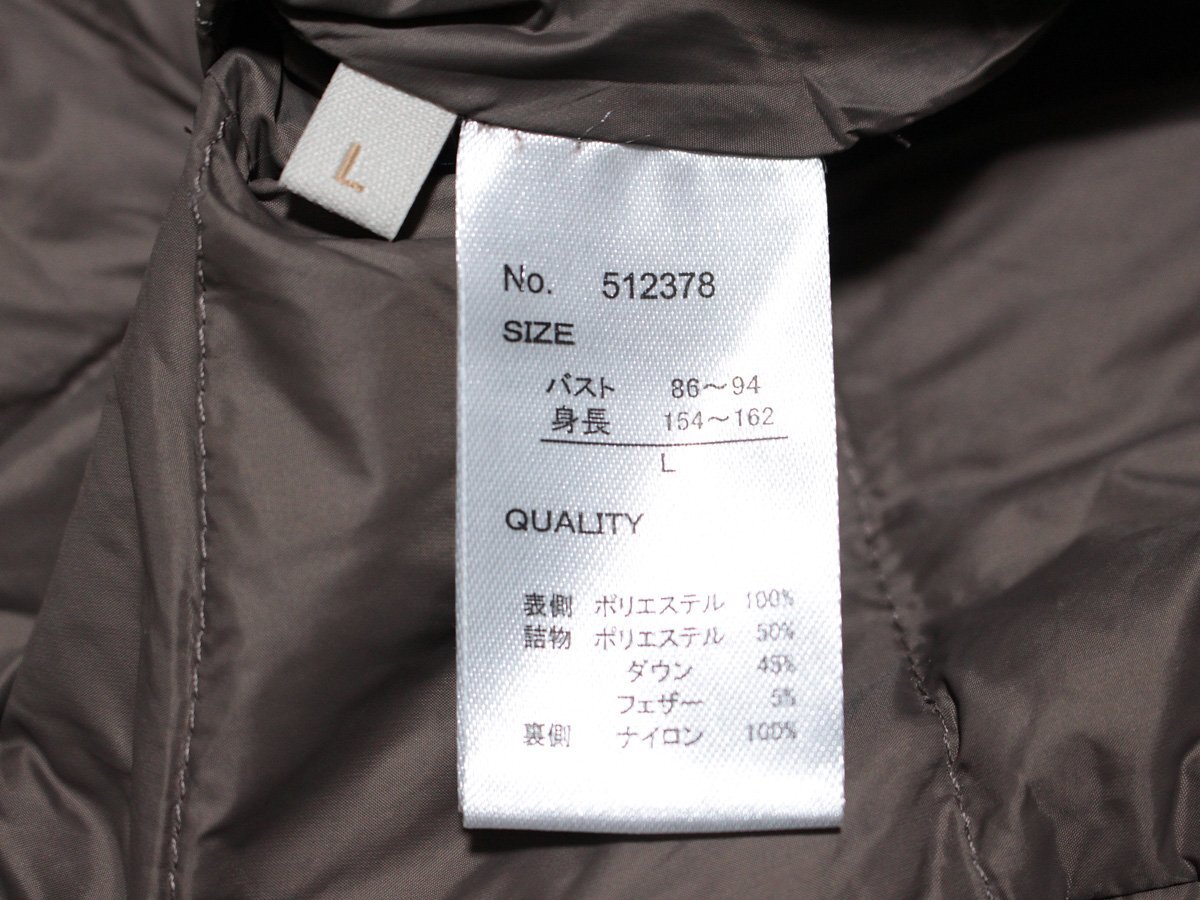 L
No. 512378
SIZE
バスト 86～94
身長 154～162
L
QUALITY
表側 ポリエステル 100%
詰物 ポリエステル 50%
ダウン 45%
フェザー 5%
裏側 ナイロン 100%